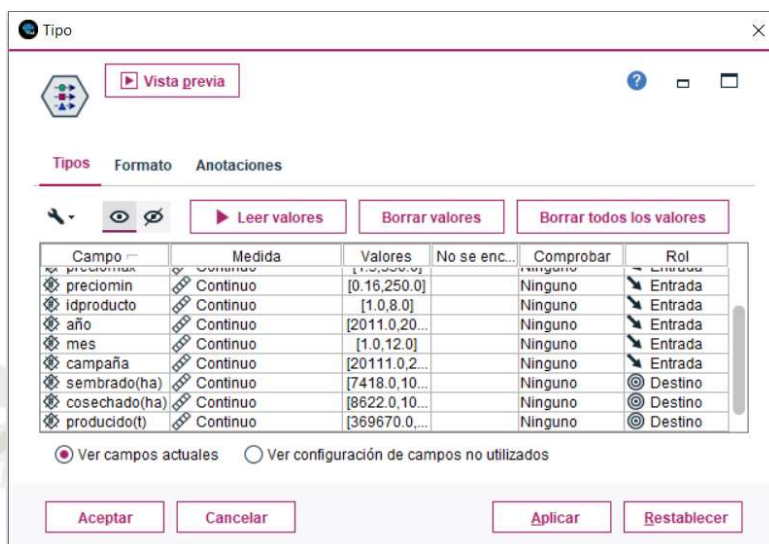 Tipo
Vista previa
?
Tipos Formato Anotaciones
Leer valores Borrar valores Borrar todos los valores
Campo Medida Valores No se enc... Comprobar Rol
preciomax Continuo Ninguno Entrada
preciomin Continuo [0.16,250.0] Ninguno Entrada
idproducto Continuo [1.0,8.0] Ninguno Entrada
año Continuo [2011.0,20... Ninguno Entrada
mes Continuo [1.0,12.0] Ninguno Entrada
campaña Continuo [20111.0,2... Ninguno Entrada
sembrado(ha) Continuo [7418.0,10... Ninguno Destino
cosechado(ha) Continuo [8622.0,10... Ninguno Destino
producido(t) Continuo [369670.0,... Ninguno Destino
Ver campos actuales Ver configuración de campos no utilizados
Aceptar Cancelar Aplicar Restablecer